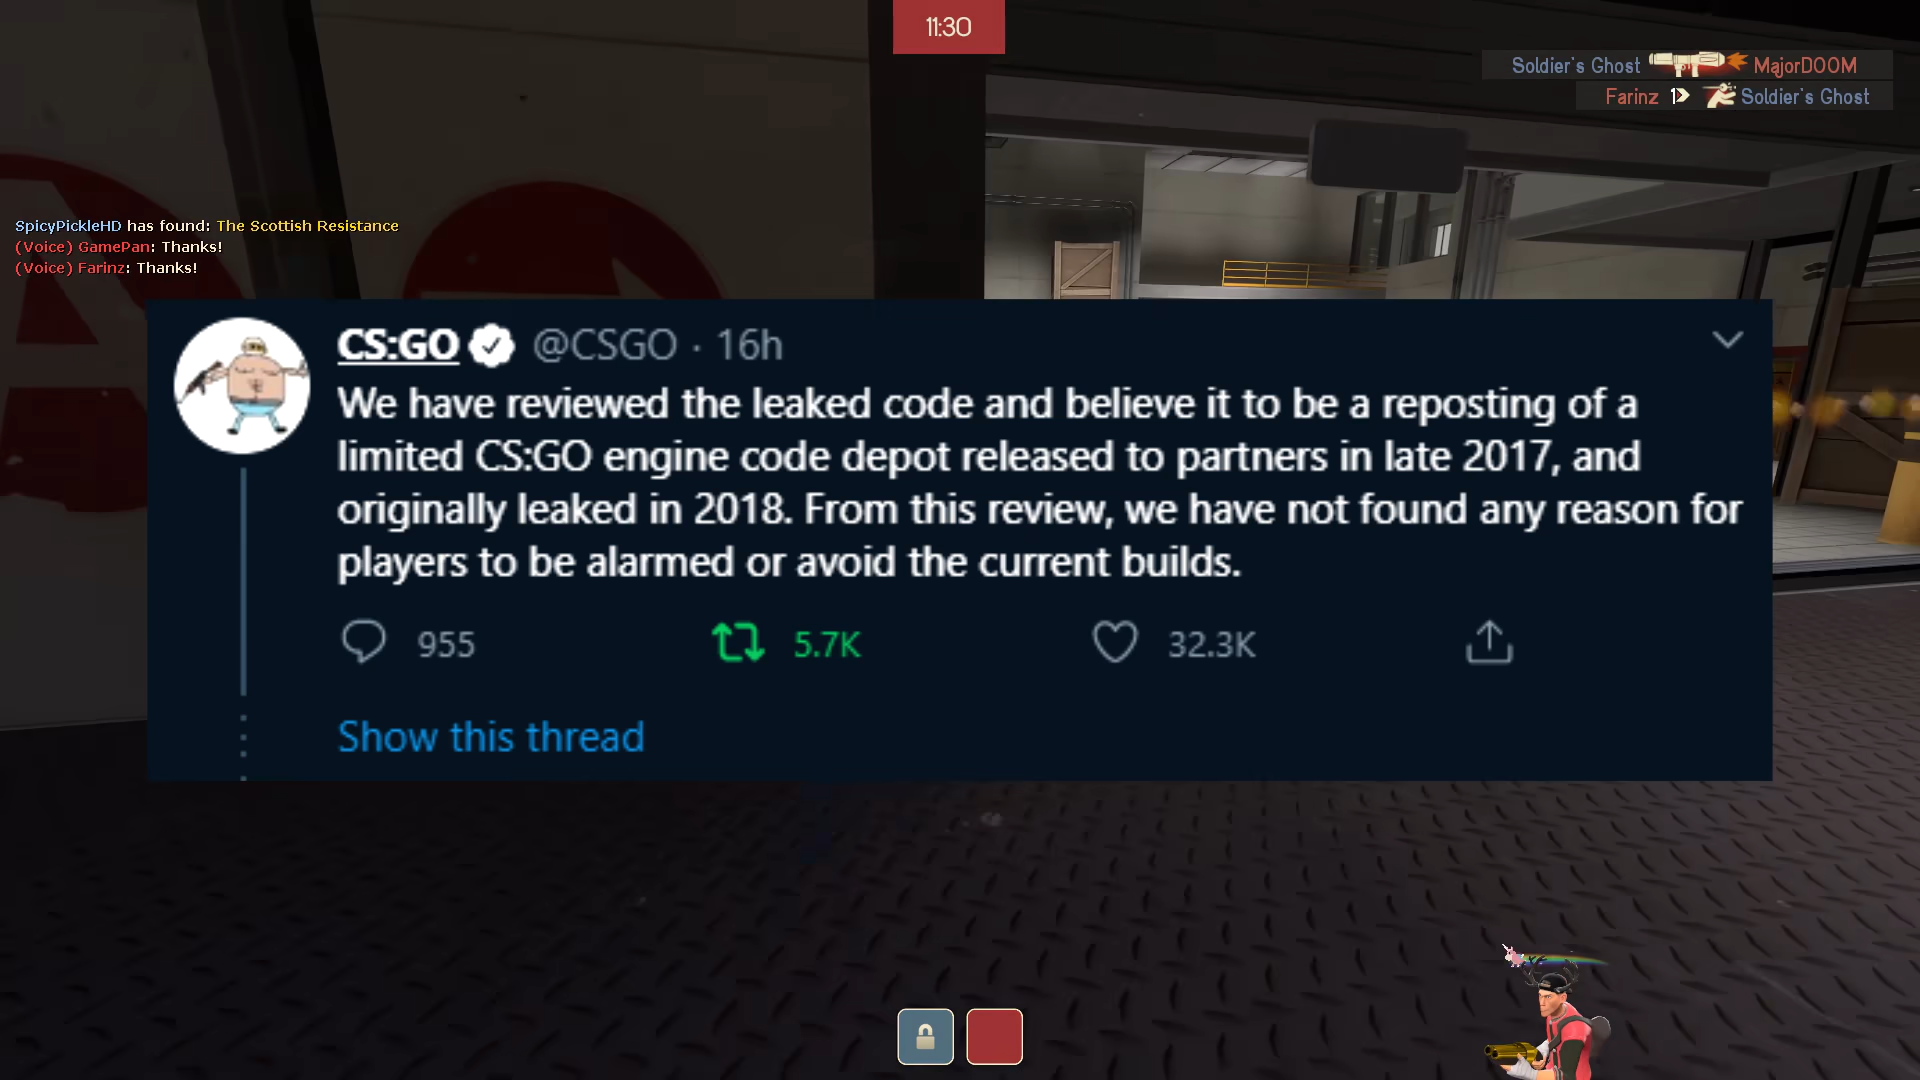 11:30
Soldier's Ghost MajorDOOM
Farinz 1 Soldier's Ghost
SpicyPickleHD has found: The Scottish Resistance
(Voice) GamePan: Thanks!
(Voice) Farinz: Thanks!
CS:GO @CSGO · 16h
We have reviewed the leaked code and believe it to be a reposting of a
limited CS:GO engine code depot released to partners in late 2017, and
originally leaked in 2018. From this review, we have not found any reason for
players to be alarmed or avoid the current builds.
955 5.7K 32.3K
Show this thread